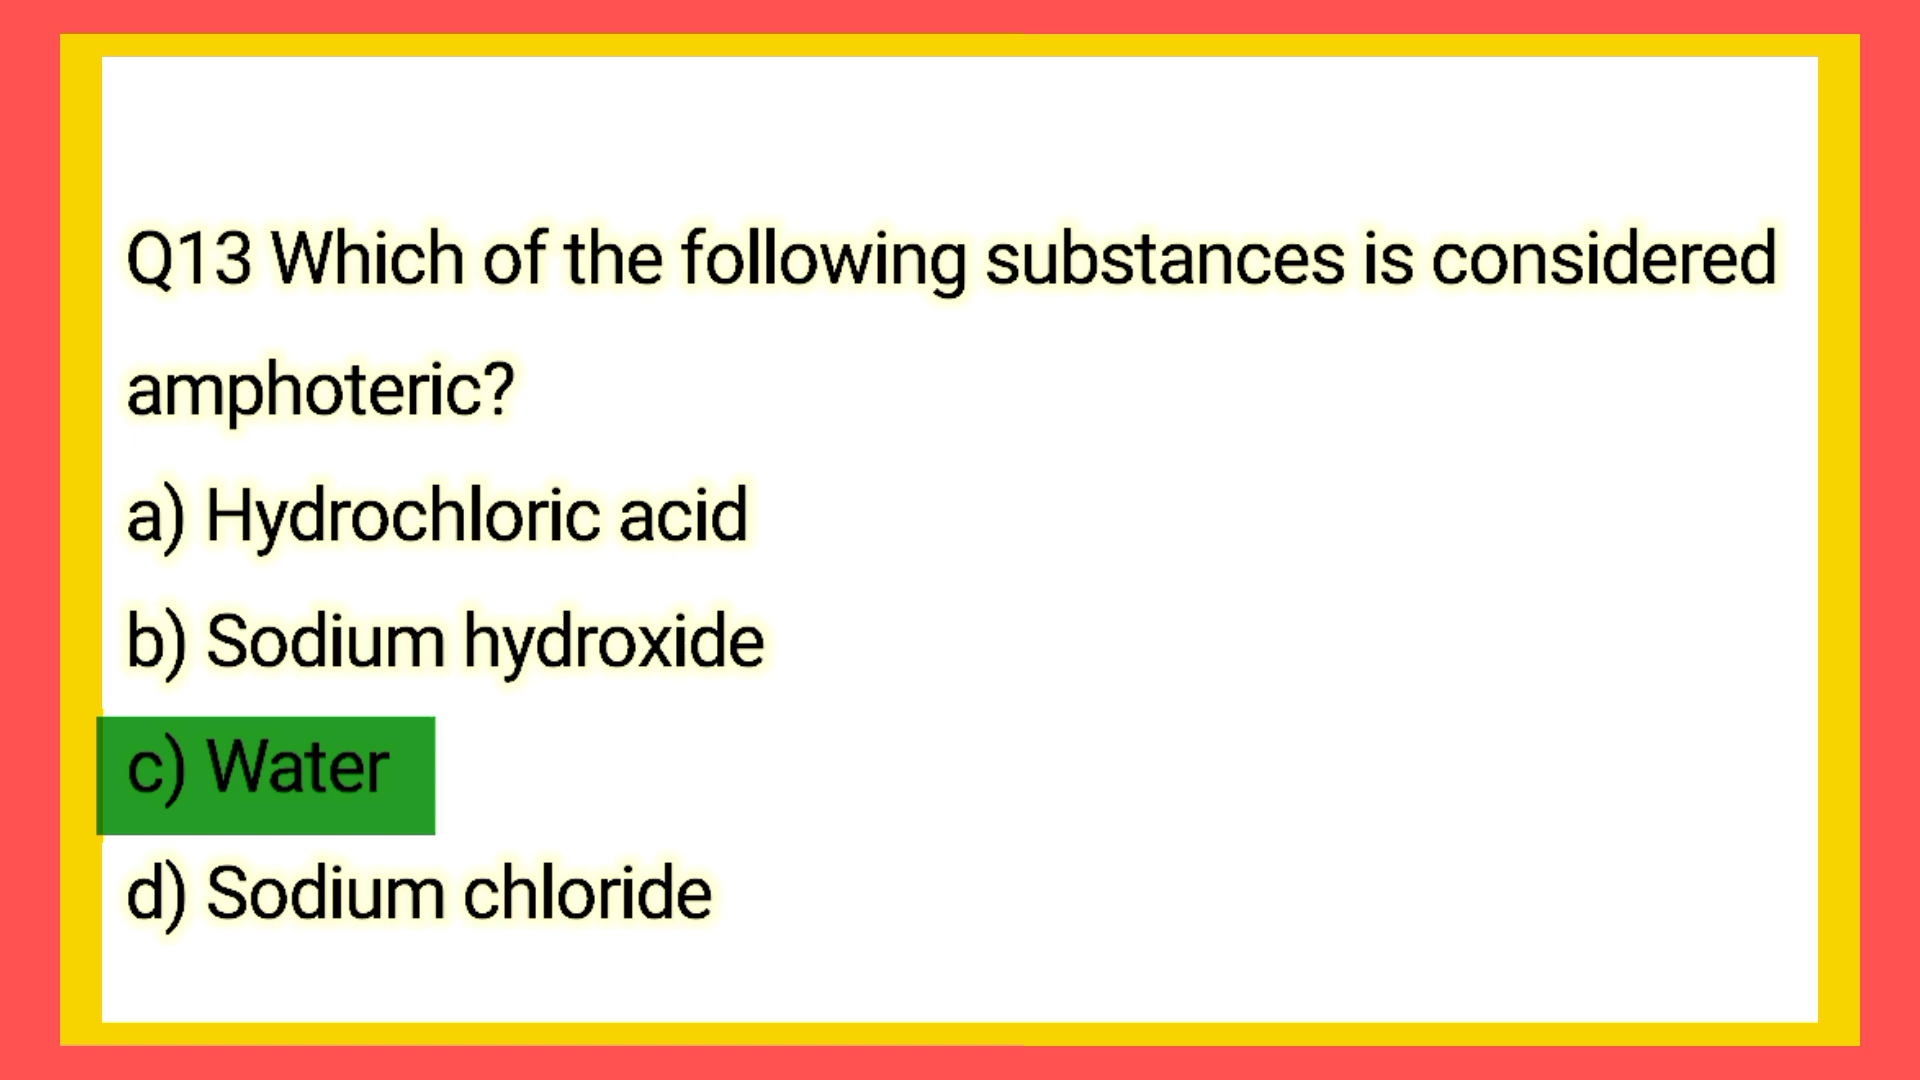 Q13 Which of the following substances is considered
amphoteric?
a) Hydrochloric acid
b) Sodium hydroxide
c) Water
d) Sodium chloride